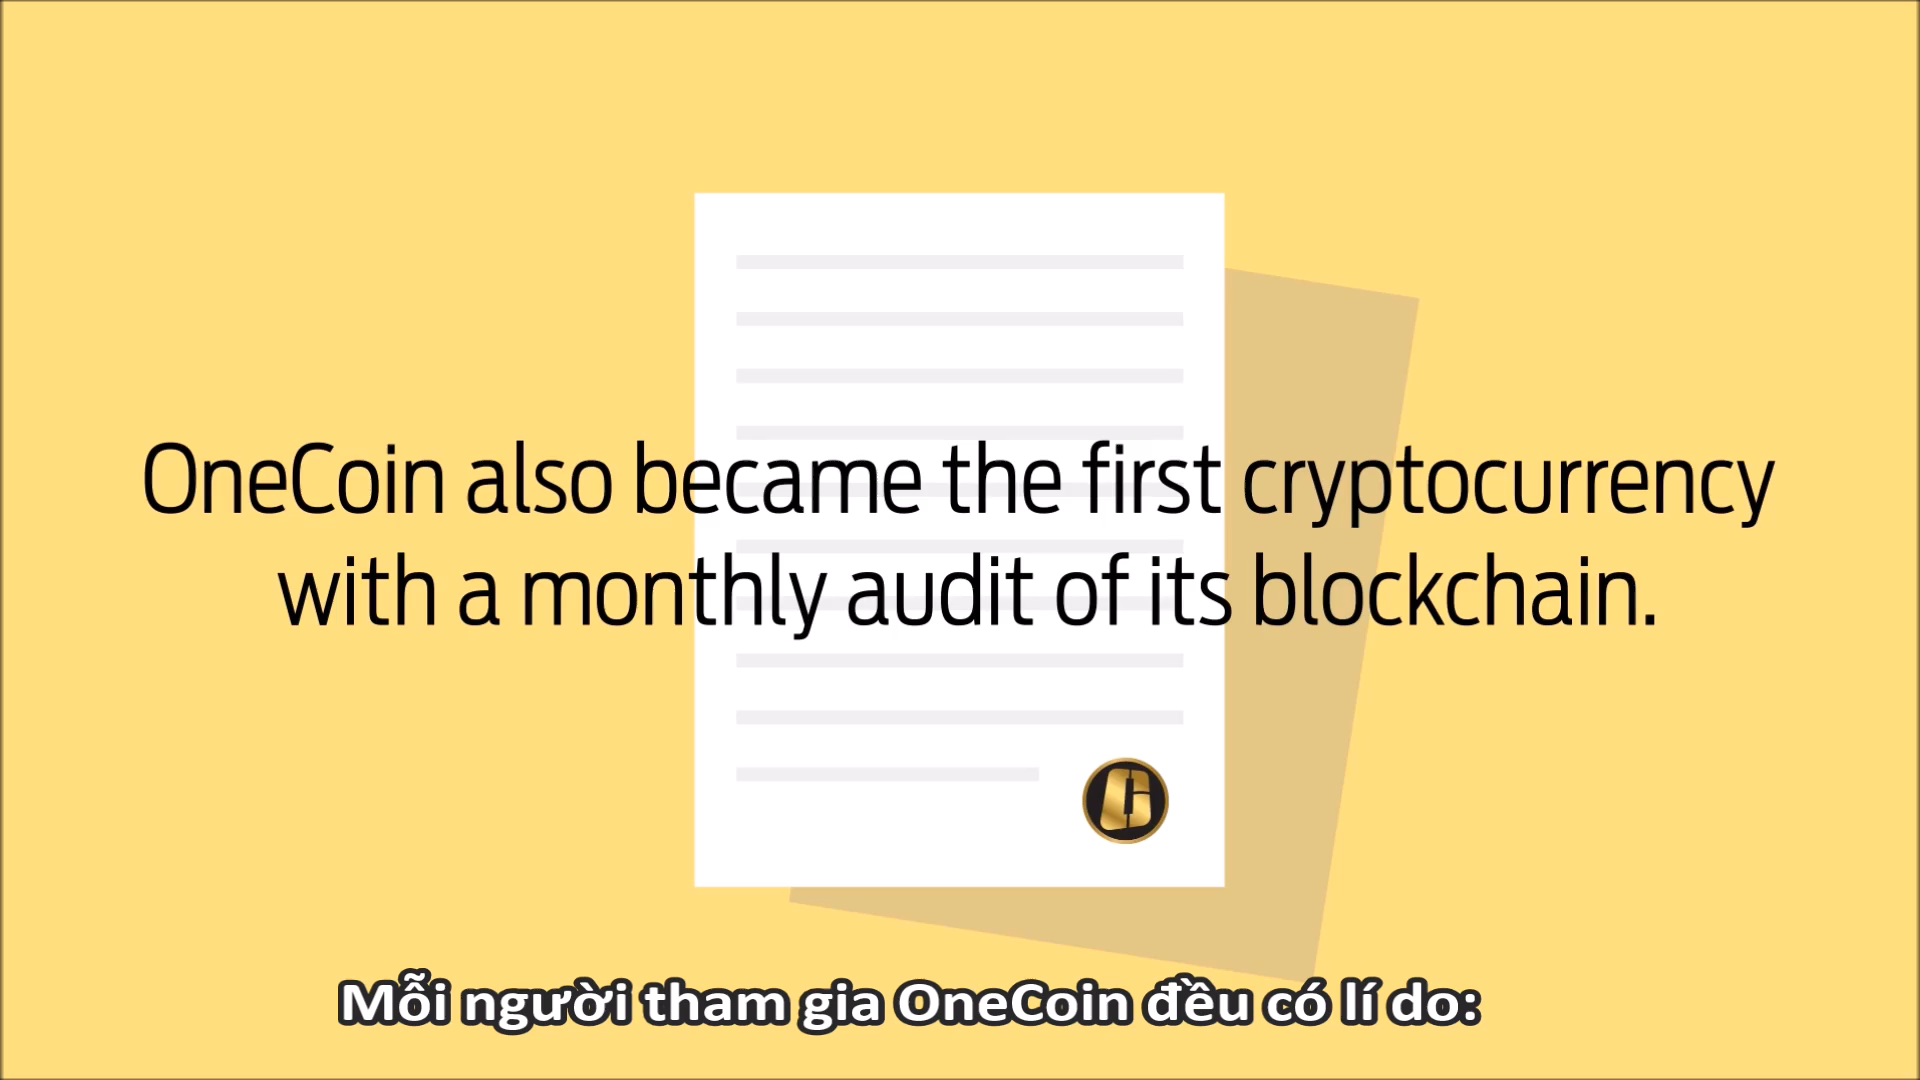 OneCoin also became the first cryptocurrency
with a monthly audit of its blockchain.
Mỗi người tham gia OneCoin đều có lí do: